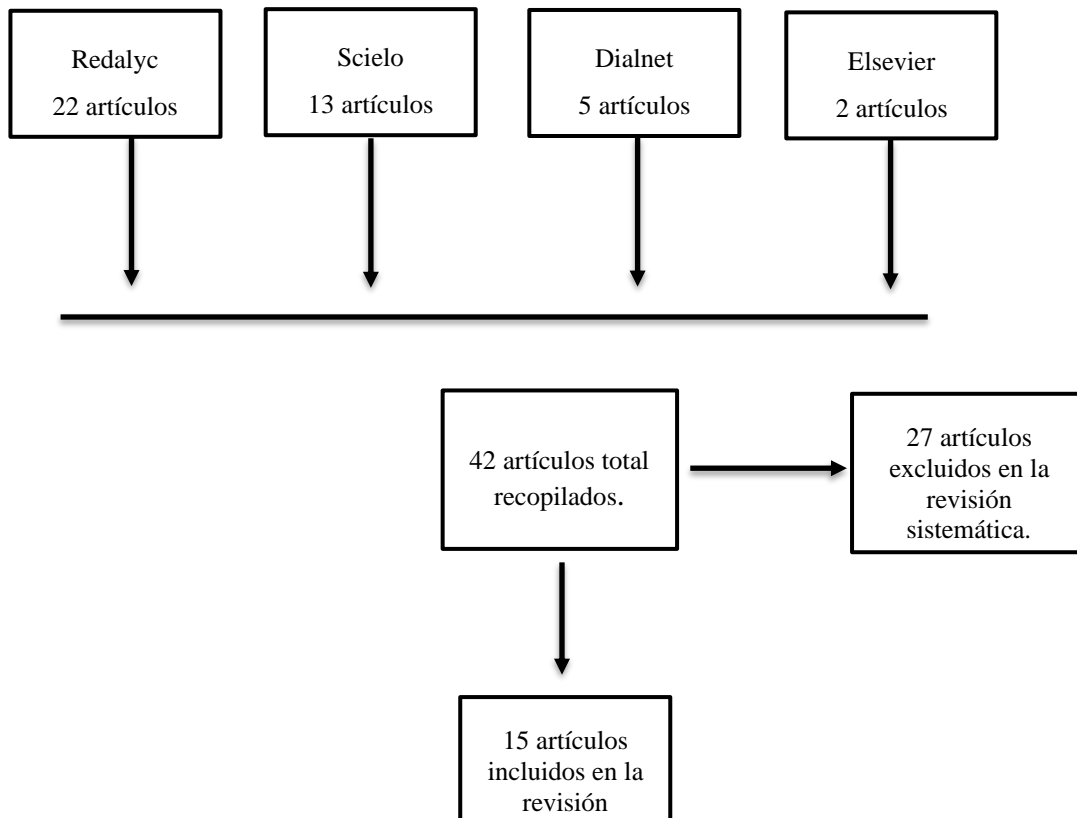 Redalyc
22 artículos
Scielo
13 artículos
Dialnet
5 artículos
Elsevier
2 artículos
42 artículos total
recopilados.
27 artículos
excluidos en la
revisión
sistemática.
15 artículos
incluidos en la
revisión